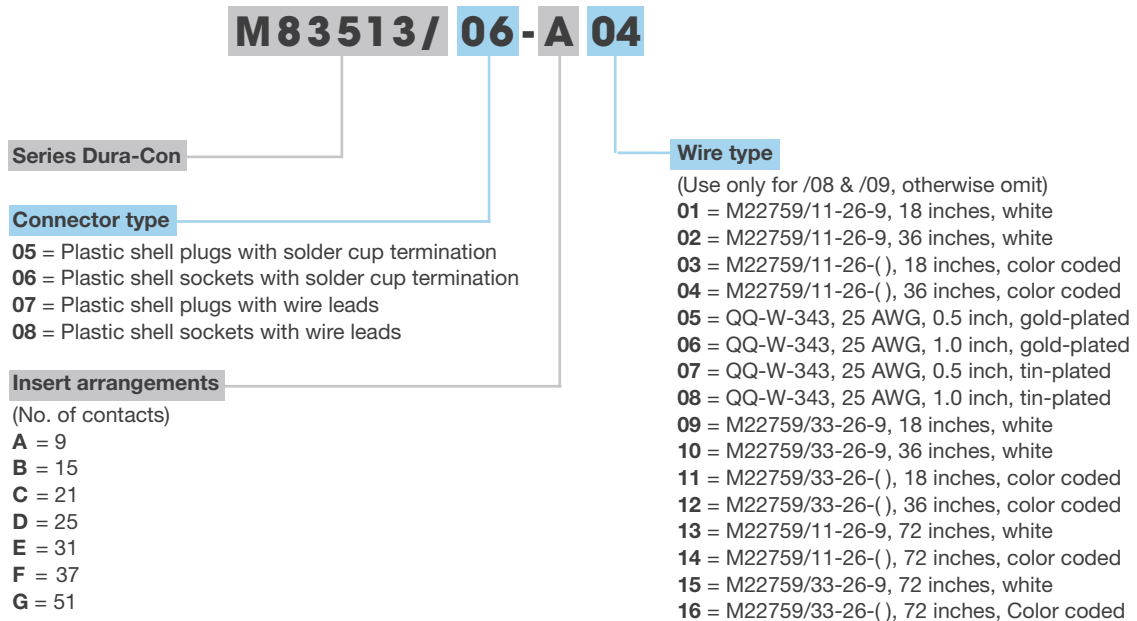 M83513/ 06-A 04
Series Dura-Con
Connector type
05 = Plastic shell plugs with solder cup termination
06 = Plastic shell sockets with solder cup termination
07 = Plastic shell plugs with wire leads
08 = Plastic shell sockets with wire leads
Insert arrangements
(No. of contacts)
A = 9
B = 15
C = 21
D = 25
E = 31
F = 37
G = 51
Wire type
(Use only for /08 & /09, otherwise omit)
01 = M22759/11-26-9, 18 inches, white
02 = M22759/11-26-9, 36 inches, white
03 = M22759/11-26-( ), 18 inches, color coded
04 = M22759/11-26-( ), 36 inches, color coded
05 = QQ-W-343, 25 AWG, 0.5 inch, gold-plated
06 = QQ-W-343, 25 AWG, 1.0 inch, gold-plated
07 = QQ-W-343, 25 AWG, 0.5 inch, tin-plated
08 = QQ-W-343, 25 AWG, 1.0 inch, tin-plated
09 = M22759/33-26-9, 18 inches, white
10 = M22759/33-26-9, 36 inches, white
11 = M22759/33-26-( ), 18 inches, color coded
12 = M22759/33-26-( ), 36 inches, color coded
13 = M22759/11-26-9, 72 inches, white
14 = M22759/11-26-( ), 72 inches, color coded
15 = M22759/33-26-9, 72 inches, white
16 = M22759/33-26-( ), 72 inches, Color coded